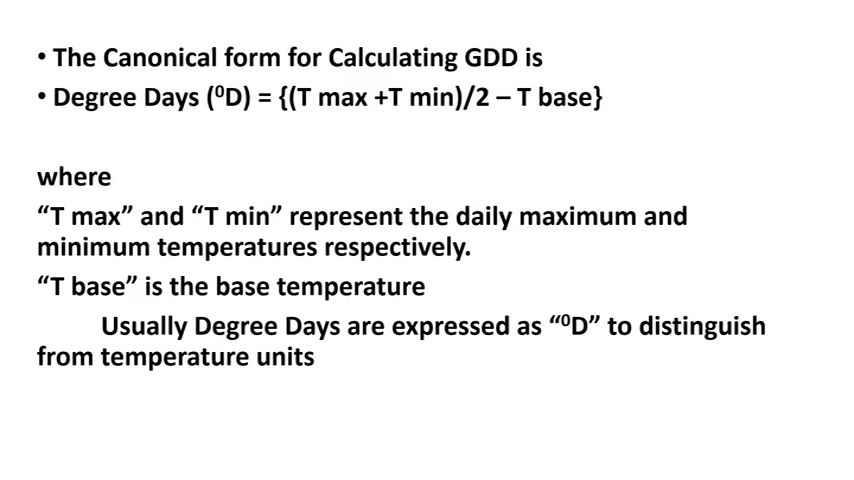 • The Canonical form for Calculating GDD is
• Degree Days (⁰D) = {(T max +T min)/2 – T base}
where
“T max” and “T min” represent the daily maximum and
minimum temperatures respectively.
“T base” is the base temperature
Usually Degree Days are expressed as “⁰D” to distinguish
from temperature units